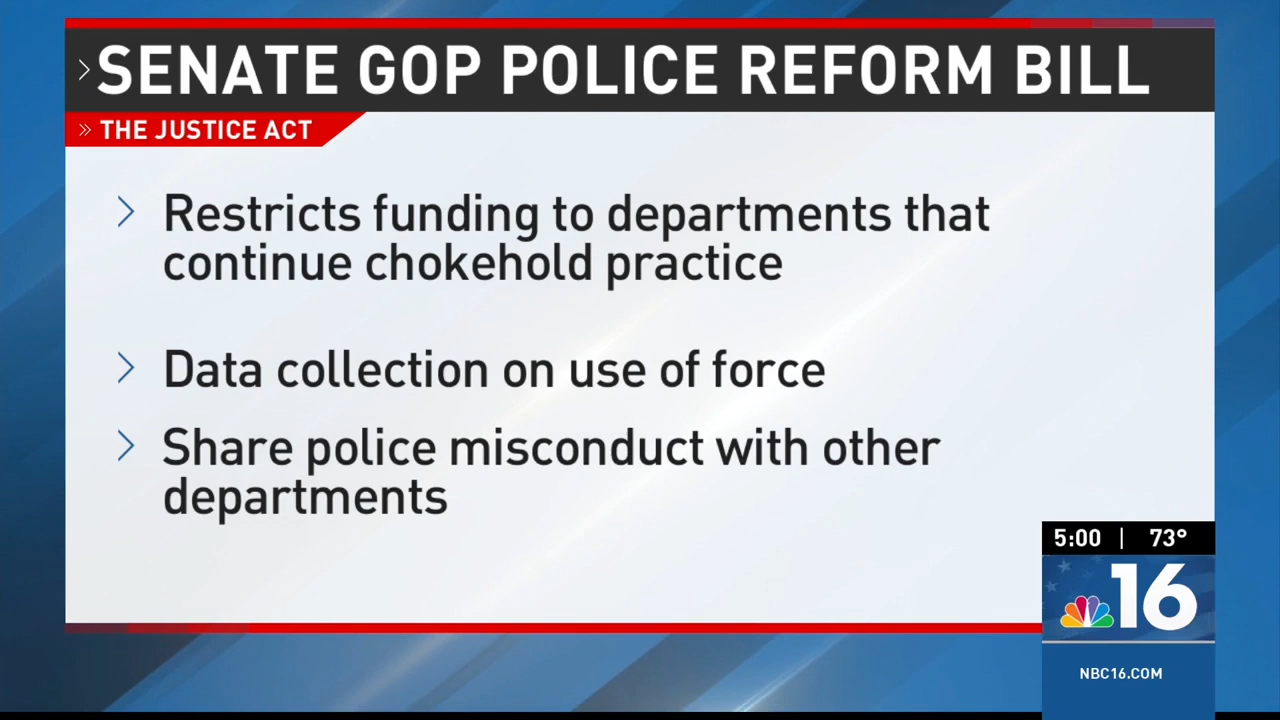 SENATE GOP POLICE REFORM BILL
THE JUSTICE ACT
Restricts funding to departments that
continue chokehold practice
Data collection on use of force
Share police misconduct with other
departments
5:00 | 73°
16
NBC16.COM